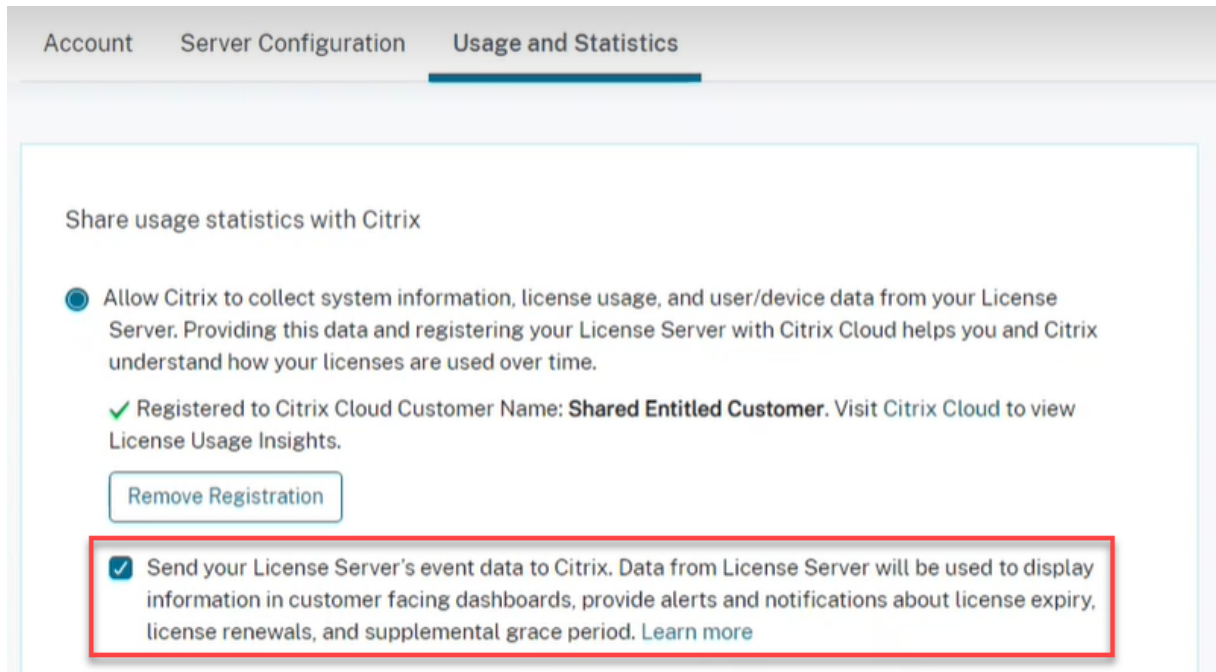 Account Server Configuration Usage and Statistics
Share usage statistics with Citrix
Allow Citrix to collect system information, license usage, and user/device data from your License
Server. Providing this data and registering your License Server with Citrix Cloud helps you and Citrix
understand how your licenses are used over time.
Registered to Citrix Cloud Customer Name: Shared Entitled Customer. Visit Citrix Cloud to view
License Usage Insights.
Remove Registration
Send your License Server's event data to Citrix. Data from License Server will be used to display
information in customer facing dashboards, provide alerts and notifications about license expiry,
license renewals, and supplemental grace period. Learn more